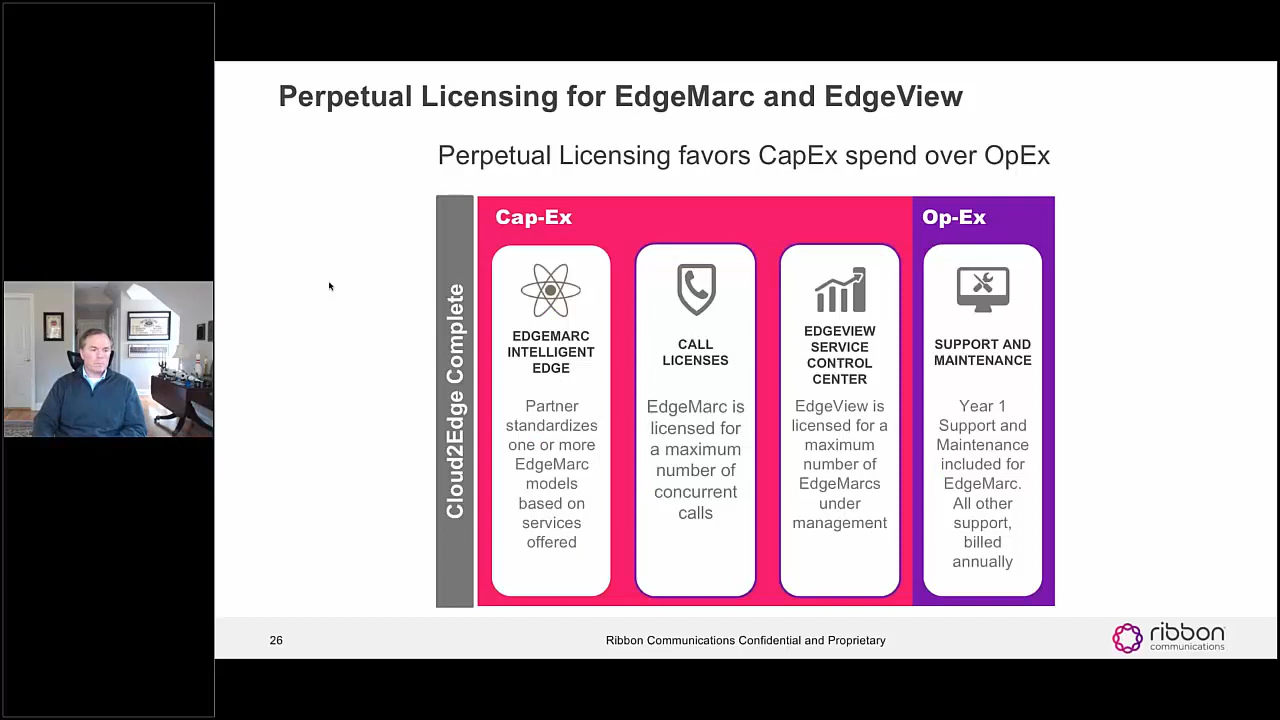 Perpetual Licensing for EdgeMarc and EdgeView
Perpetual Licensing favors CapEx spend over OpEx
Cloud2Edge Complete
Cap-Ex
EDGEMARC
INTELLIGENT
EDGE
Partner
standardizes
one or more
EdgeMarc
models
based on
services
offered
CALL
LICENSES
EdgeMarc is
licensed for
a maximum
number of
concurrent
calls
EDGEVIEW
SERVICE
CONTROL
CENTER
EdgeView is
licensed for a
maximum
number of
EdgeMarcs
under
management
Op-Ex
SUPPORT AND
MAINTENANCE
Year 1
Support and
Maintenance
included for
EdgeMarc.
All other
support,
billed
annually
26
Ribbon Communications Confidential and Proprietary
ribbon
communications